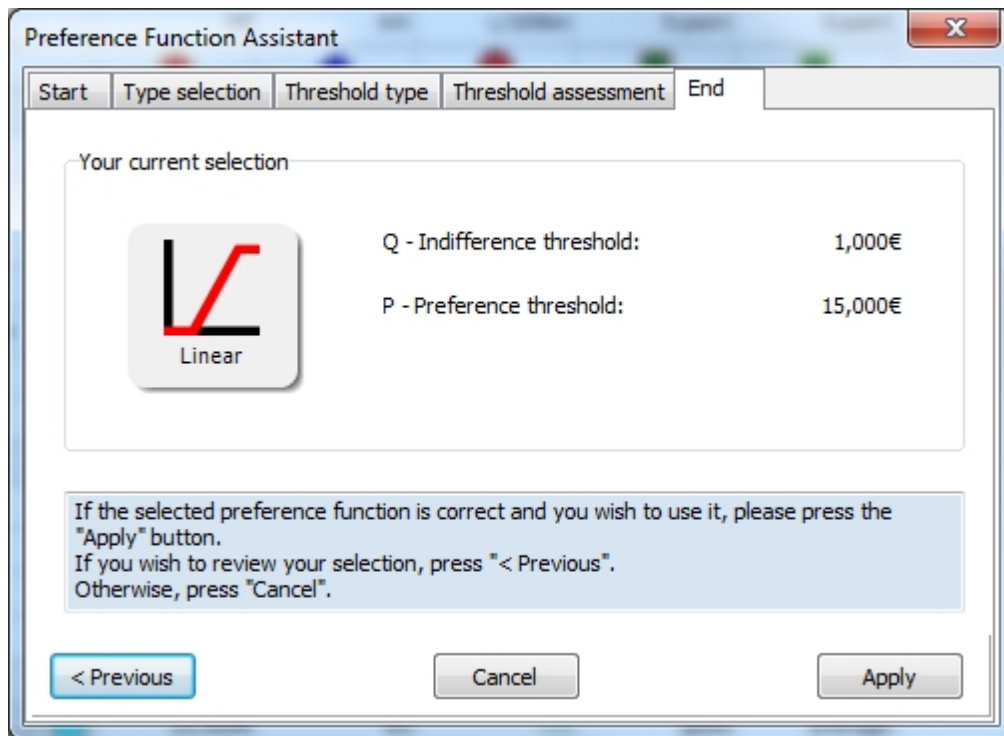 Preference Function Assistant
Start Type selection Threshold type Threshold assessment End
Your current selection
Q - Indifference threshold: 1,000€
P - Preference threshold: 15,000€
Linear
If the selected preference function is correct and you wish to use it, please press the
"Apply" button.
If you wish to review your selection, press "< Previous".
Otherwise, press "Cancel".
< Previous Cancel Apply